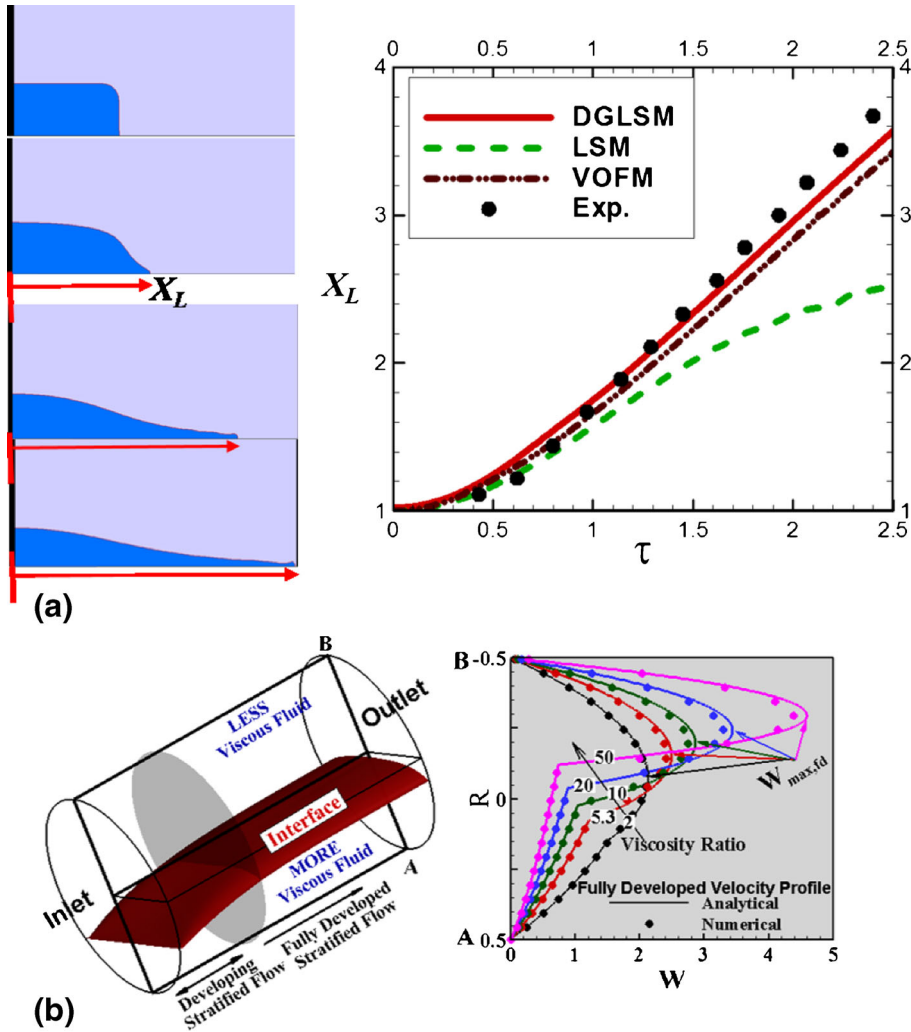 X_L
(a)
0 0.5 1 1.5 2 2.5
4 4
3 3
2 2
1 1
DGLSM
LSM
VOFM
Exp.
X_L
0 0.5 1 1.5 2 2.5
τ
B
Outlet
LESS
Viscous Fluid
Interface
MORE
Viscous Fluid
A
Inlet
Fully Developed
Stratified Flow
Developing
Stratified Flow
(b)
B -0.5
50
20
10
5.3
2
W_max,fd
R
0
Viscosity Ratio
Fully Developed Velocity Profile
Analytical
Numerical
A 0.5
0 1 2 3 4 5
W